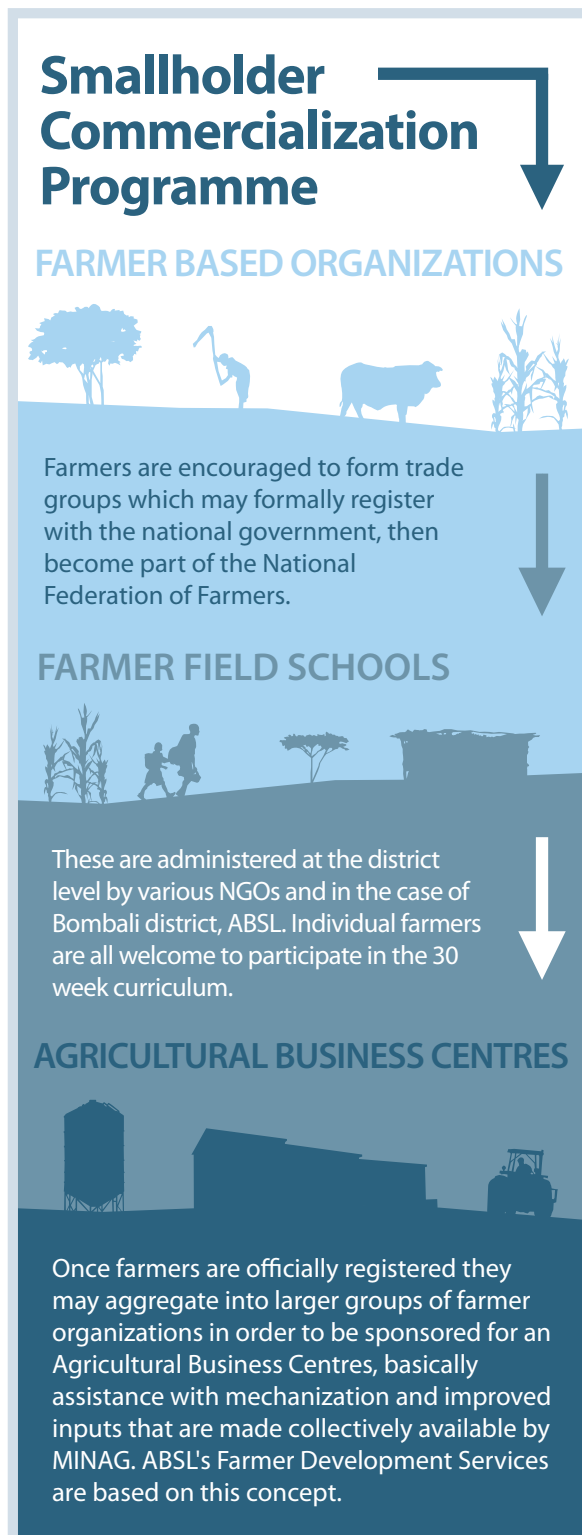 Smallholder
Commercialization
Programme
FARMER BASED ORGANIZATIONS
Farmers are encouraged to form trade
groups which may formally register
with the national government, then
become part of the National
Federation of Farmers.
FARMER FIELD SCHOOLS
These are administered at the district
level by various NGOs and in the case of
Bombali district, ABSL. Individual farmers
are all welcome to participate in the 30
week curriculum.
AGRICULTURAL BUSINESS CENTRES
Once farmers are officially registered they
may aggregate into larger groups of farmer
organizations in order to be sponsored for an
Agricultural Business Centres, basically
assistance with mechanization and improved
inputs that are made collectively available by
MINAG. ABSL's Farmer Development Services
are based on this concept.